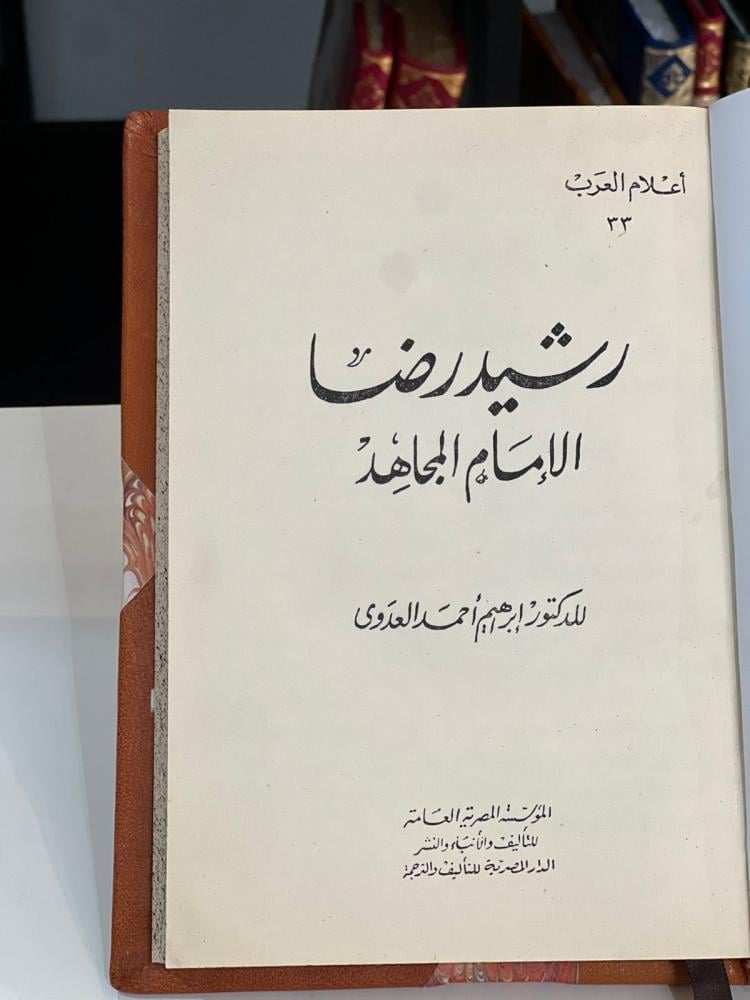 أعلام العرب
٣٣
رشيد رضا
الإمام المجاهد
للدكتور إبراهيم أحمد العدوى
المؤسسة المصرية العامة
للتأليف والأنباء والنشر
الدار المصرية للتأليف والترجمة